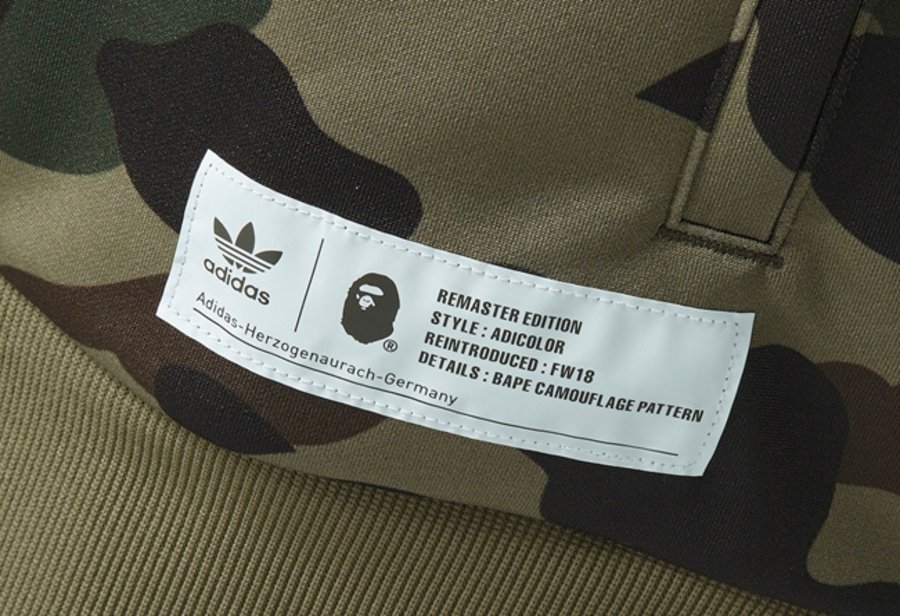 adidas
Adidas-Herzogenaurach-Germany
®
REMASTER EDITION
STYLE : ADICOLOR
REINTRODUCED : FW18
DETAILS : BAPE CAMOUFLAGE PATTERN